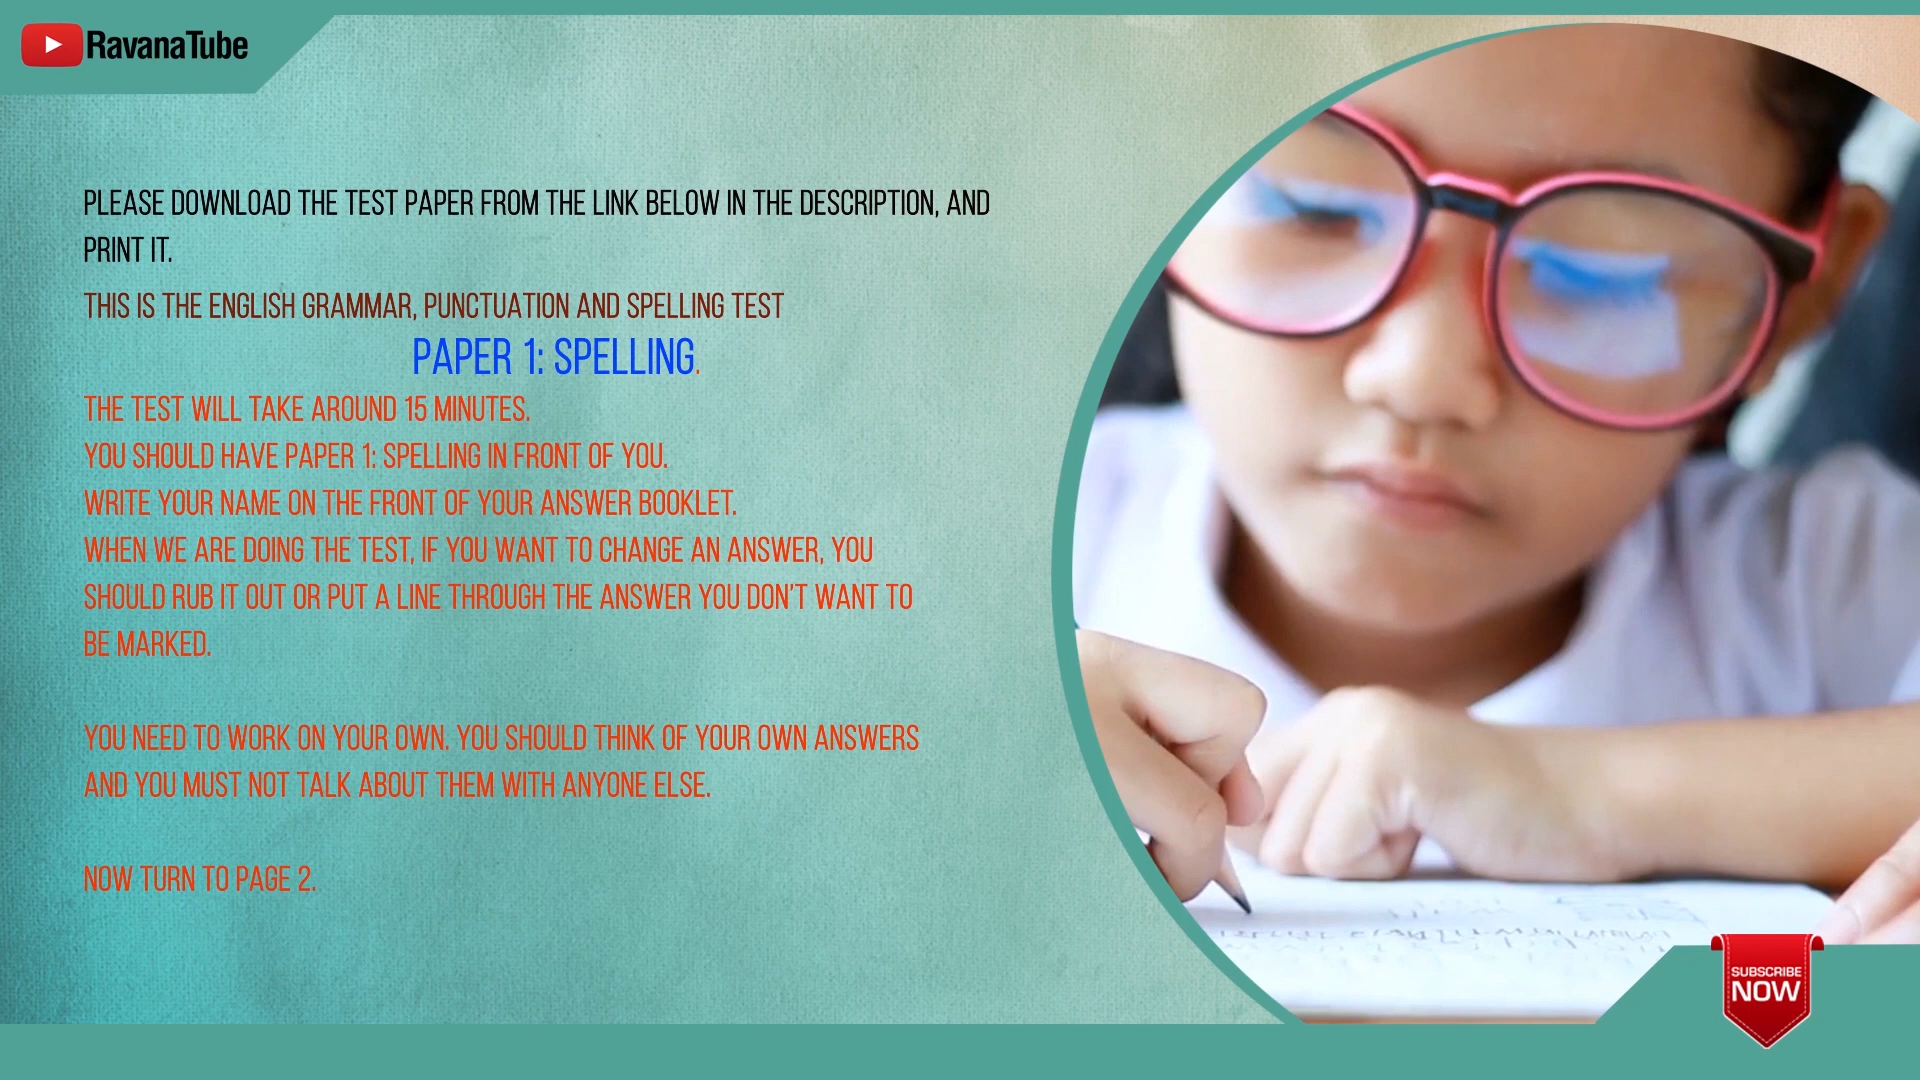 RavanaTube
PLEASE DOWNLOAD THE TEST PAPER FROM THE LINK BELOW IN THE DESCRIPTION, AND
PRINT IT.
THIS IS THE ENGLISH GRAMMAR, PUNCTUATION AND SPELLING TEST
PAPER 1: SPELLING.
THE TEST WILL TAKE AROUND 15 MINUTES.
YOU SHOULD HAVE PAPER 1: SPELLING IN FRONT OF YOU.
WRITE YOUR NAME ON THE FRONT OF YOUR ANSWER BOOKLET.
WHEN WE ARE DOING THE TEST, IF YOU WANT TO CHANGE AN ANSWER, YOU
SHOULD RUB IT OUT OR PUT A LINE THROUGH THE ANSWER YOU DON'T WANT TO
BE MARKED.
YOU NEED TO WORK ON YOUR OWN. YOU SHOULD THINK OF YOUR OWN ANSWERS
AND YOU MUST NOT TALK ABOUT THEM WITH ANYONE ELSE.
NOW TURN TO PAGE 2.
SUBSCRIBE
NOW